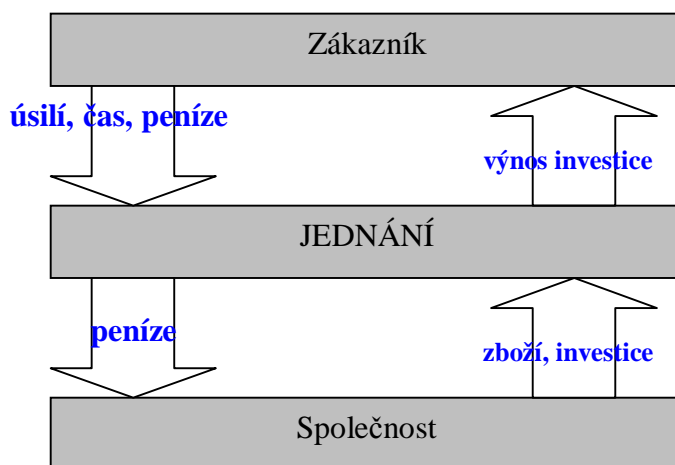 Zákazník
úsilí, čas, peníze
výnos investice
JEDNÁNÍ
peníze
zboží, investice
Společnost